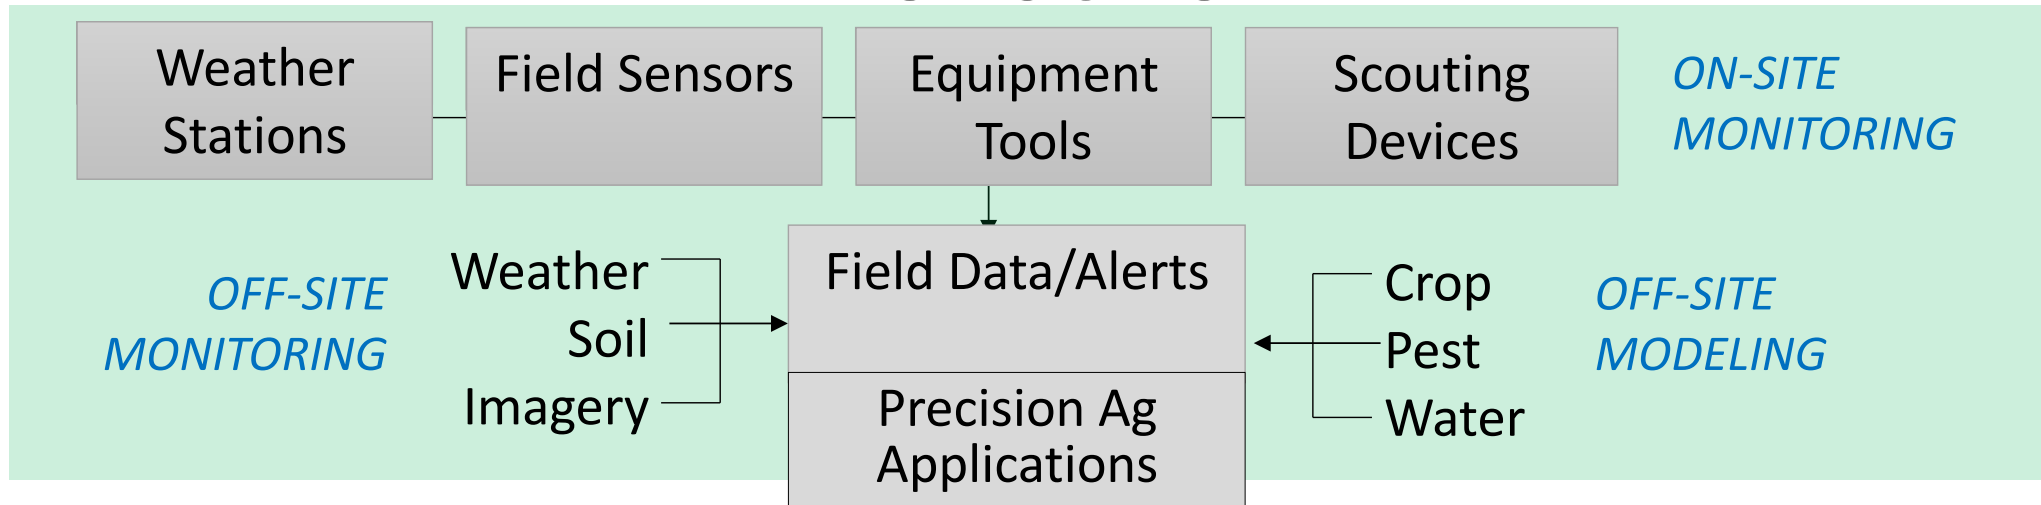 Weather
Stations
Field Sensors
Equipment
Tools
Scouting
Devices
ON-SITE
MONITORING
OFF-SITE
MONITORING
Weather
Soil
Imagery
Field Data/Alerts
Crop
Pest
Water
OFF-SITE
MODELING
Precision Ag
Applications